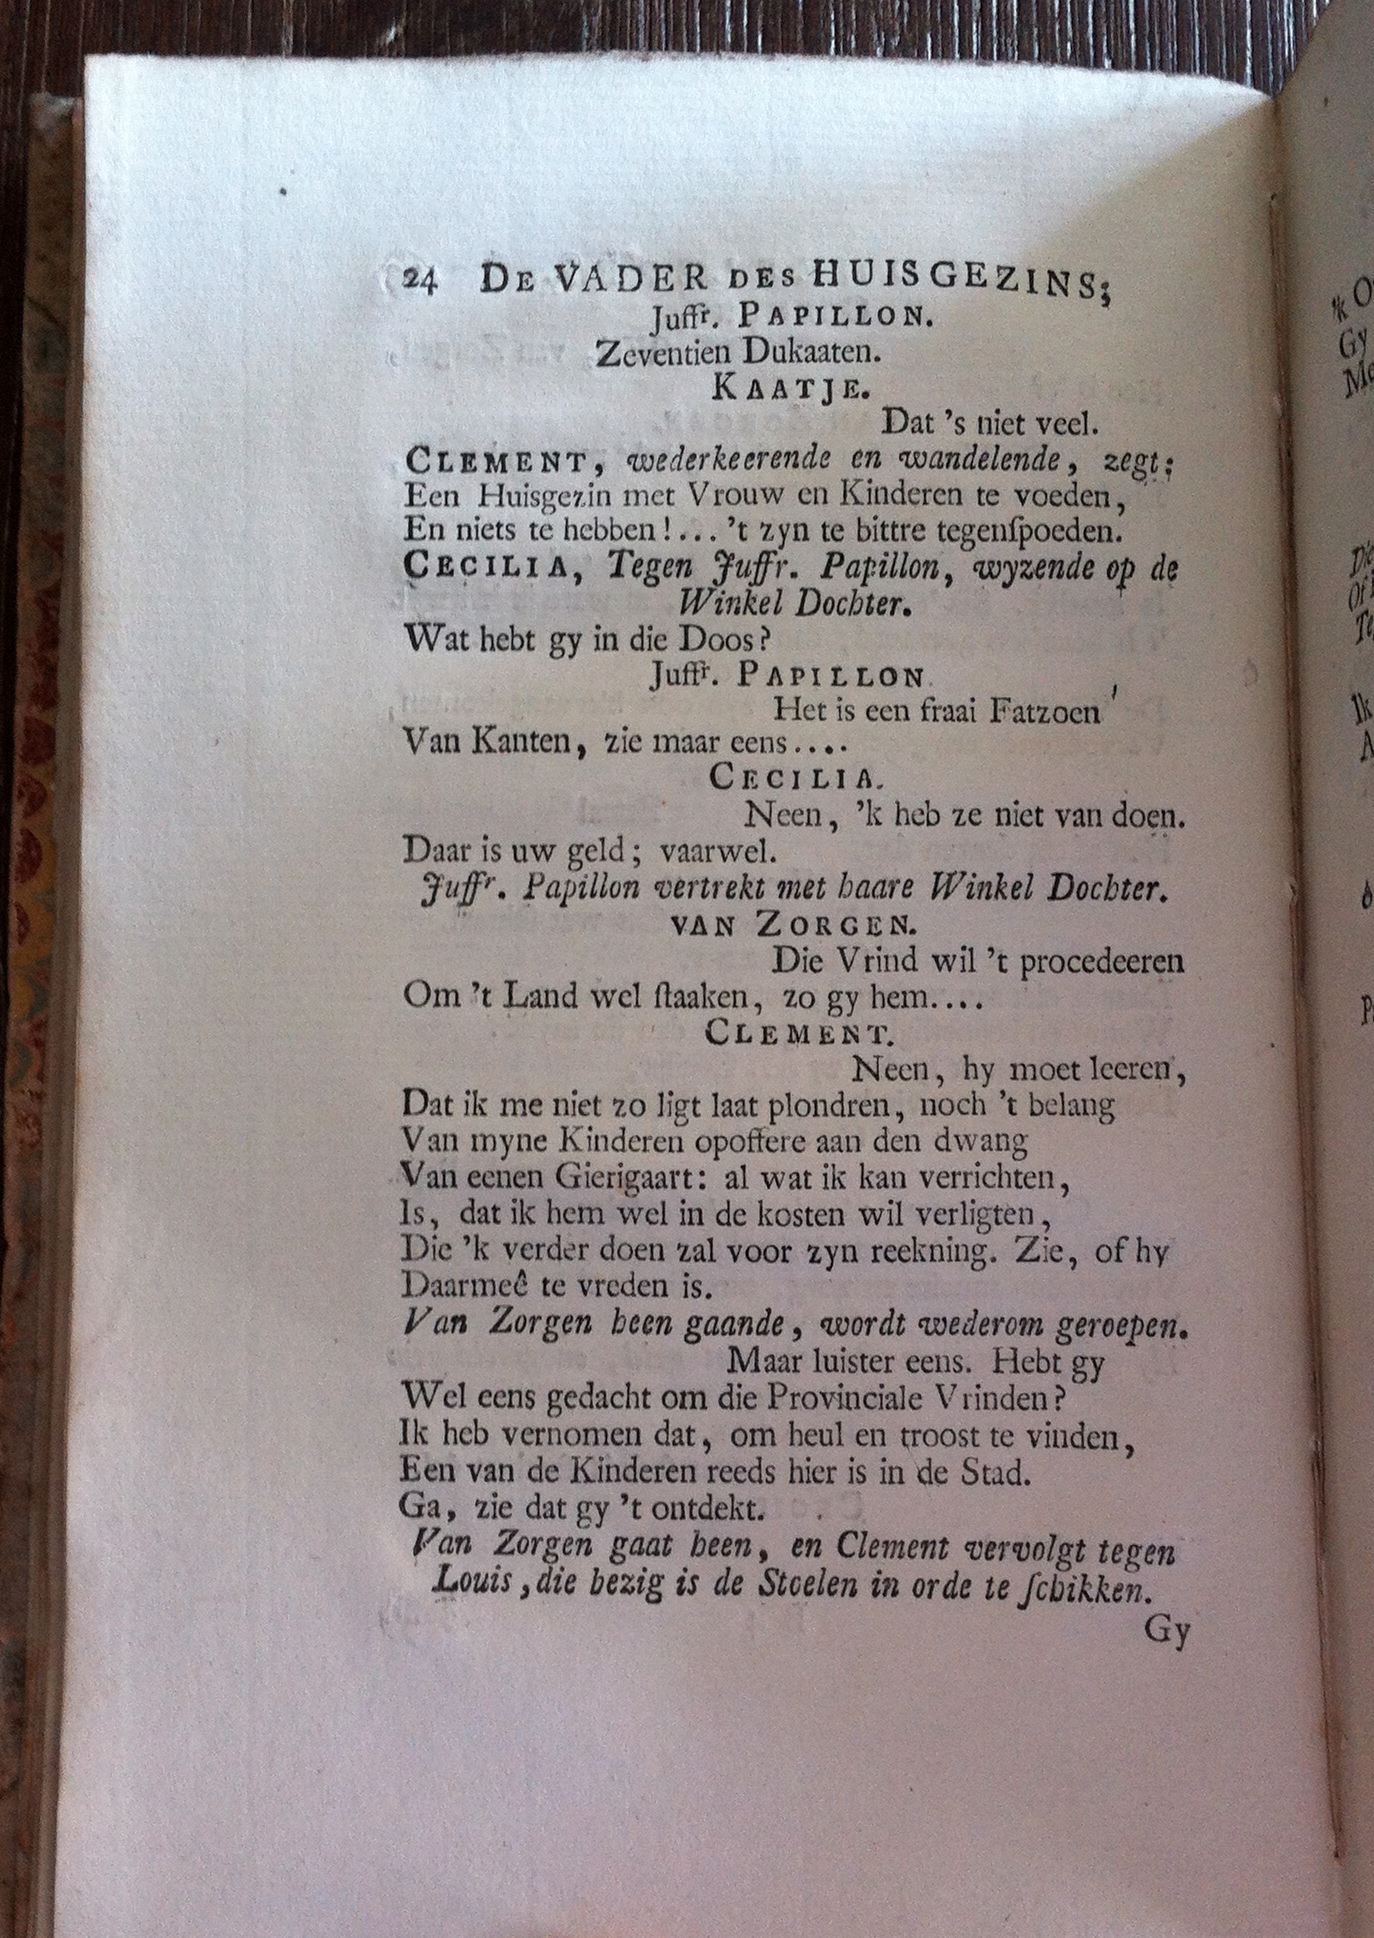 24 DE VADER DES HUISGEZINS;
Juffr. PAPILLON.
Zeventien Dukaaten.
KAATJE.
Dat 's niet veel.
CLEMENT, wederkeerende en wandelende, zegt:
Een Huisgezin met Vrouw en Kinderen te voeden,
En niets te hebben!... 't zyn te bittre tegenſpoeden.
CECILIA, Tegen Juffr. Papillon, wyzende op de
Winkel Dochter.
Wat hebt gy in die Doos?
Juffr. PAPILLON.
Het is een fraai Fatzoen
Van Kanten, zie maar eens....
CECILIA.
Neen, 'k heb ze niet van doen.
Daar is uw geld; vaarwel.
Juffr. Papillon vertrekt met haare Winkel Dochter.
VAN ZORGEN.
Die Vrind wil 't procedeeren
Om 't Land wel ſtaaken, zo gy hem....
CLEMENT.
Neen, hy moet leeren,
Dat ik me niet zo ligt laat plondren, noch 't belang
Van myne Kinderen opoffere aan den dwang
Van eenen Gierigaart: al wat ik kan verrichten,
Is, dat ik hem wel in de kosten wil verligten,
Die 'k verder doen zal voor zyn reekning. Zie, of hy
Daarmeê te vreden is.
Van Zorgen heen gaande, wordt wederom geroepen.
Maar luister eens. Hebt gy
Wel eens gedacht om die Provinciale Vrinden?
Ik heb vernomen dat, om heul en troost te vinden,
Een van de Kinderen reeds hier is in de Stad.
Ga, zie dat gy 't ontdekt.
Van Zorgen gaat heen, en Clement vervolgt tegen
Louis, die bezig is de Stoelen in orde te ſchikken.
Gy